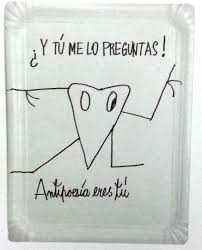 ¿Y TÚ ME LO PREGUNTAS!
Antipoesía eres tú